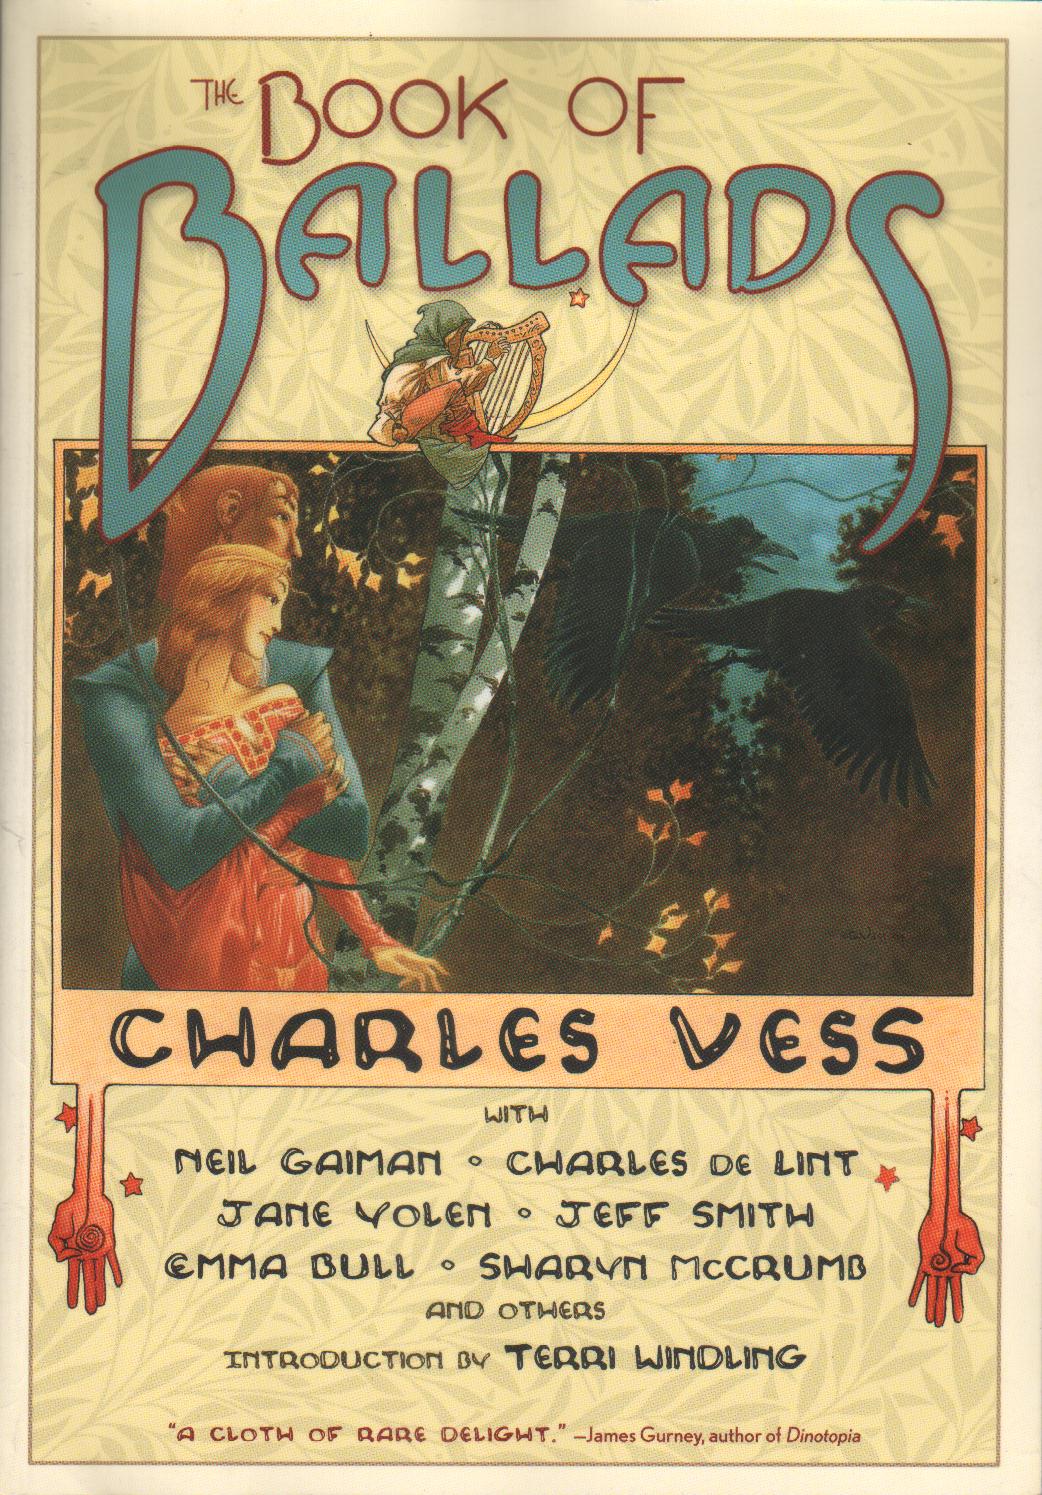 THE BOOK OF
BALLADS
CHARLES VESS
WITH
NEIL GAIMAN ∘ CHARLES DE LINT
JANE YOLEN ∘ JEFF SMITH
EMMA BULL ∘ SHARYN McCRUMB
AND OTHERS
INTRODUCTION BY TERRI WINDLING
"A CLOTH OF RARE DELIGHT." –James Gurney, author of Dinotopia